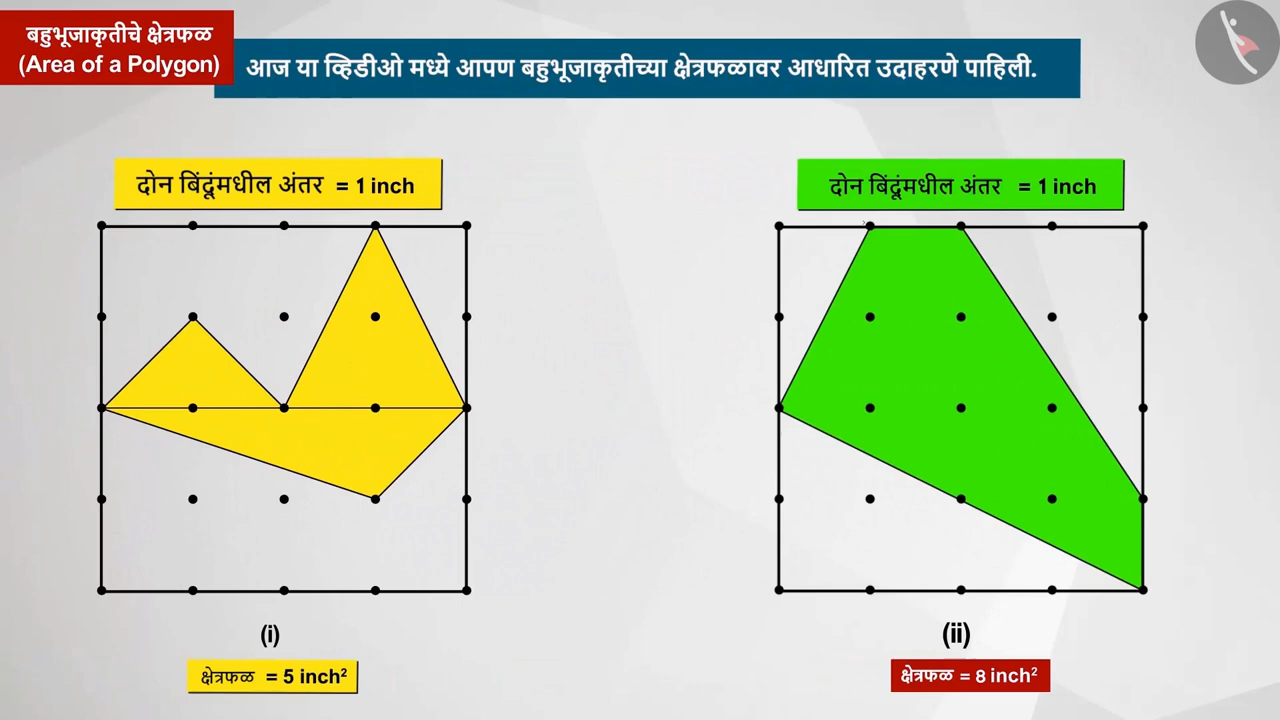 बहुभूजाकृतीचे क्षेत्रफळ
(Area of a Polygon)
आज या व्हिडीओ मध्ये आपण बहुभूजाकृतीच्या क्षेत्रफळावर आधारित उदाहरणे पाहिली.
दोन बिंदूंमधील अंतर = 1 inch
दोन बिंदूंमधील अंतर = 1 inch
(i)
(ii)
क्षेत्रफळ = 5 inch²
क्षेत्रफळ = 8 inch²